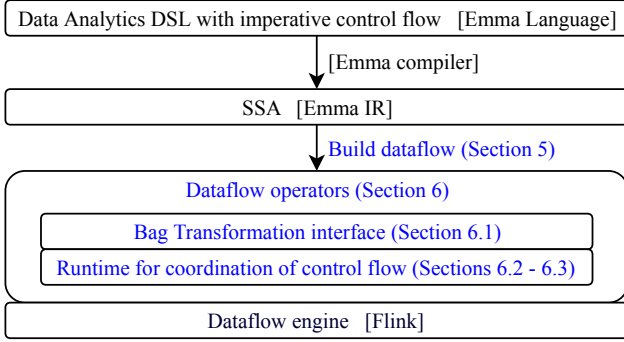 Data Analytics DSL with imperative control flow [Emma Language]
[Emma compiler]
SSA [Emma IR]
Build dataflow (Section 5)
Dataflow operators (Section 6)
Bag Transformation interface (Section 6.1)
Runtime for coordination of control flow (Sections 6.2 - 6.3)
Dataflow engine [Flink]